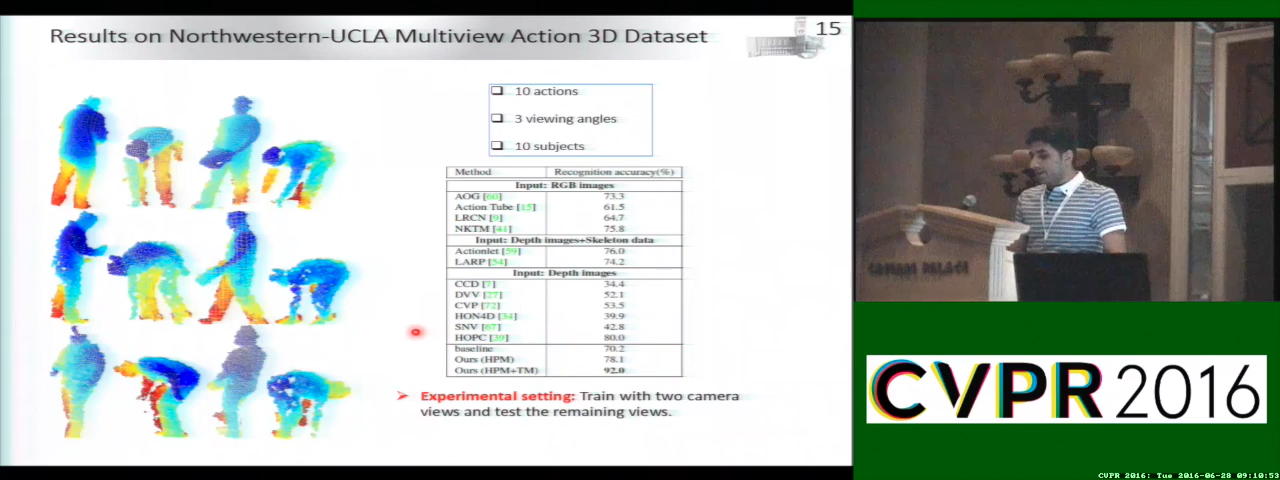 Results on Northwestern-UCLA Multiview Action 3D Dataset
15
10 actions
3 viewing angles
10 subjects
Method Recognition accuracy(%)
Input: RGB images
AOG [60] 73.3
Action Tube [15] 61.5
LRCN [9] 64.7
NKTM [41] 75.8
Input: Depth images+Skeleton data
Actionlet [59] 76.0
LARP [54] 74.2
Input: Depth images
CCD [7] 34.4
DVV [27] 52.1
CVP [72] 53.5
HON4D [34] 39.9
SNV [67] 42.8
HOPC [39] 80.0
baseline 70.2
Ours (HPM) 78.1
Ours (HPM+TM) 92.0
Experimental setting: Train with two camera
views and test the remaining views.
CAESARS PALACE
CVPR 2016
CVPR 2016: Tue 2016-06-28 09:10:53